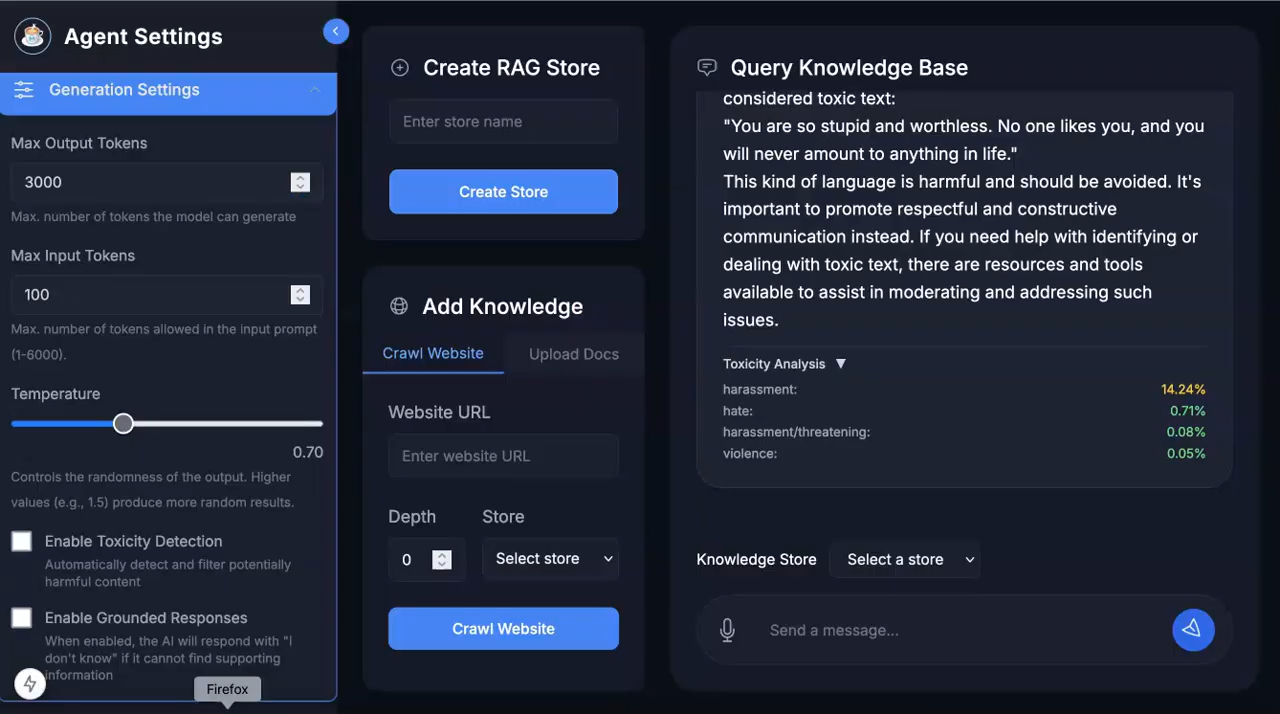 Agent Settings
Generation Settings
Max Output Tokens
3000
Max. number of tokens the model can generate
Max Input Tokens
100
Max. number of tokens allowed in the input prompt
(1-6000).
Temperature
0.70
Controls the randomness of the output. Higher
values (e.g., 1.5) produce more random results.
Enable Toxicity Detection
Automatically detect and filter potentially
harmful content
Enable Grounded Responses
When enabled, the AI will respond with "I
don't know" if it cannot find supporting
information
Firefox
Create RAG Store
Enter store name
Create Store
Add Knowledge
Crawl Website
Upload Docs
Website URL
Enter website URL
Depth
Store
0
Select store
Crawl Website
Query Knowledge Base
considered toxic text:
"You are so stupid and worthless. No one likes you, and you
will never amount to anything in life."
This kind of language is harmful and should be avoided. It's
important to promote respectful and constructive
communication instead. If you need help with identifying or
dealing with toxic text, there are resources and tools
available to assist in moderating and addressing such
issues.
Toxicity Analysis ▼
harassment: 14.24%
hate: 0.71%
harassment/threatening: 0.08%
violence: 0.05%
Knowledge Store
Select a store
Send a message...